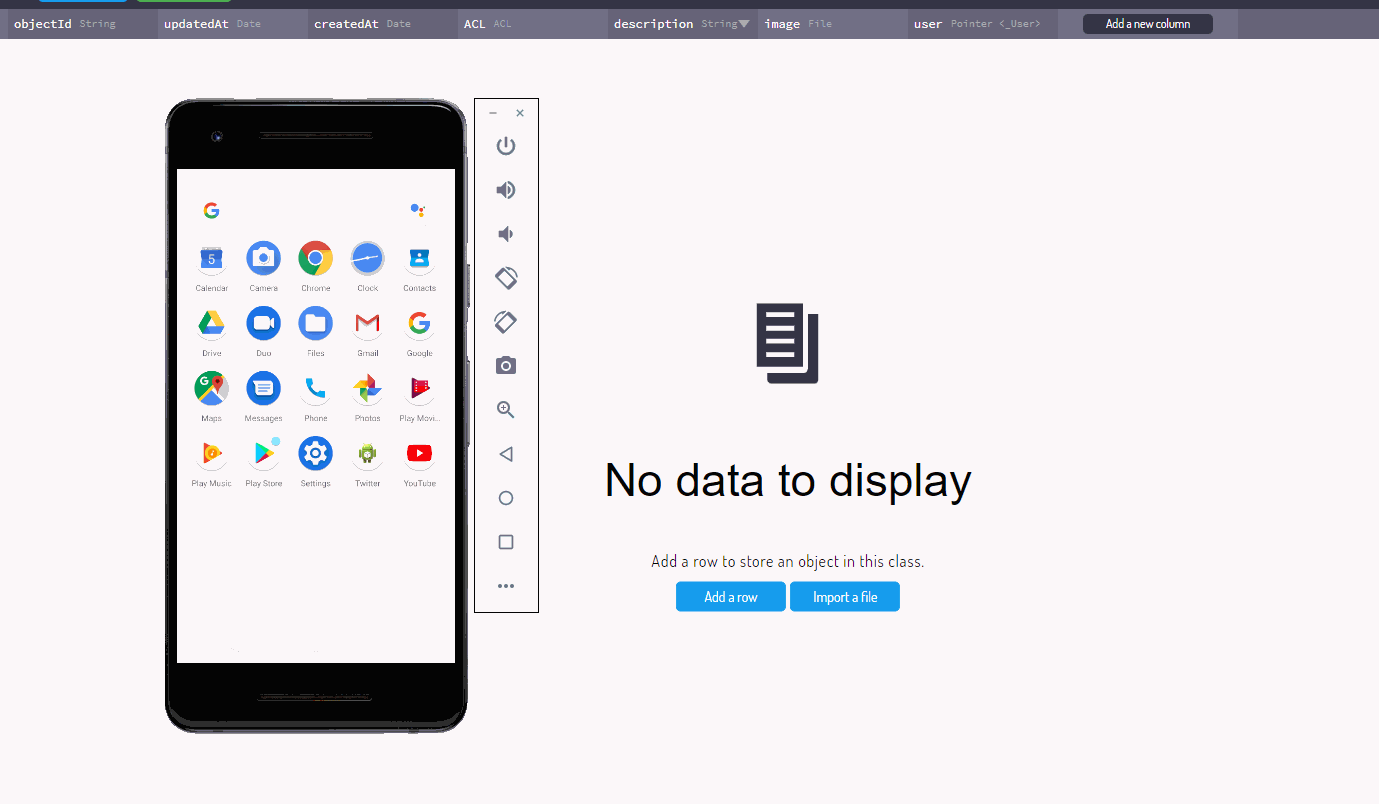 objectId String updatedAt Date createdAt Date ACL ACL description String image File user Pointer <_User> Add a new column
5
Calendar Camera Chrome Clock Contacts
Drive Duo Files Gmail Google
Maps Messages Phone Photos Play Movi...
Play Music Play Store Settings Twitter YouTube
No data to display
Add a row to store an object in this class.
Add a row Import a file